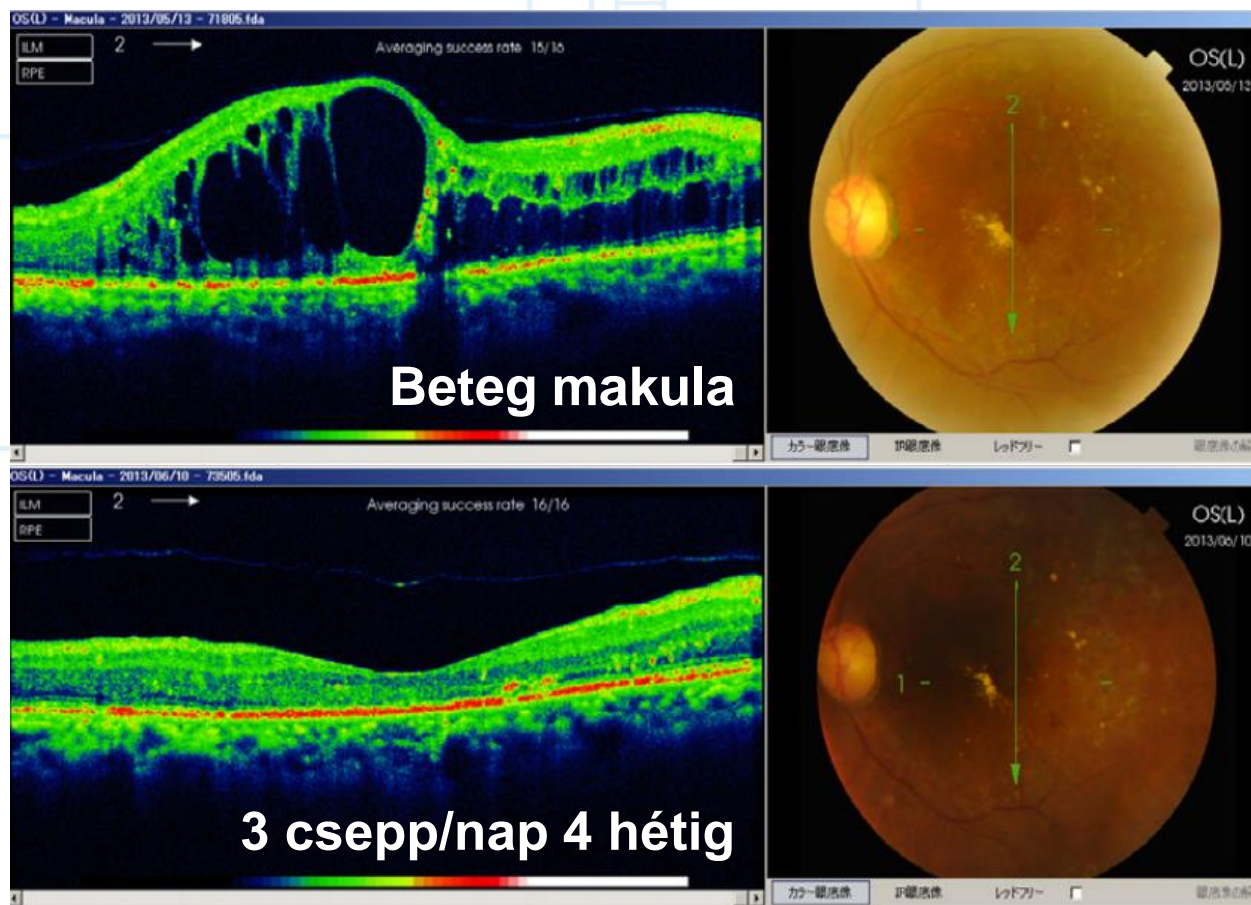 OS(L) - Macula - 2013/05/13 - 71805.fda
ILM
RPE
2
Averaging success rate 15/16
Beteg makula
OS(L)
2013/05/13
2
カラー眼底像 IR眼底像 レッドフリー
OS(L) - Macula - 2013/06/10 - 73505.fda
ILM
RPE
2
Averaging success rate 16/16
3 csepp/nap 4 hétig
OS(L)
2013/06/10
2
1
カラー眼底像 IR眼底像 レッドフリー